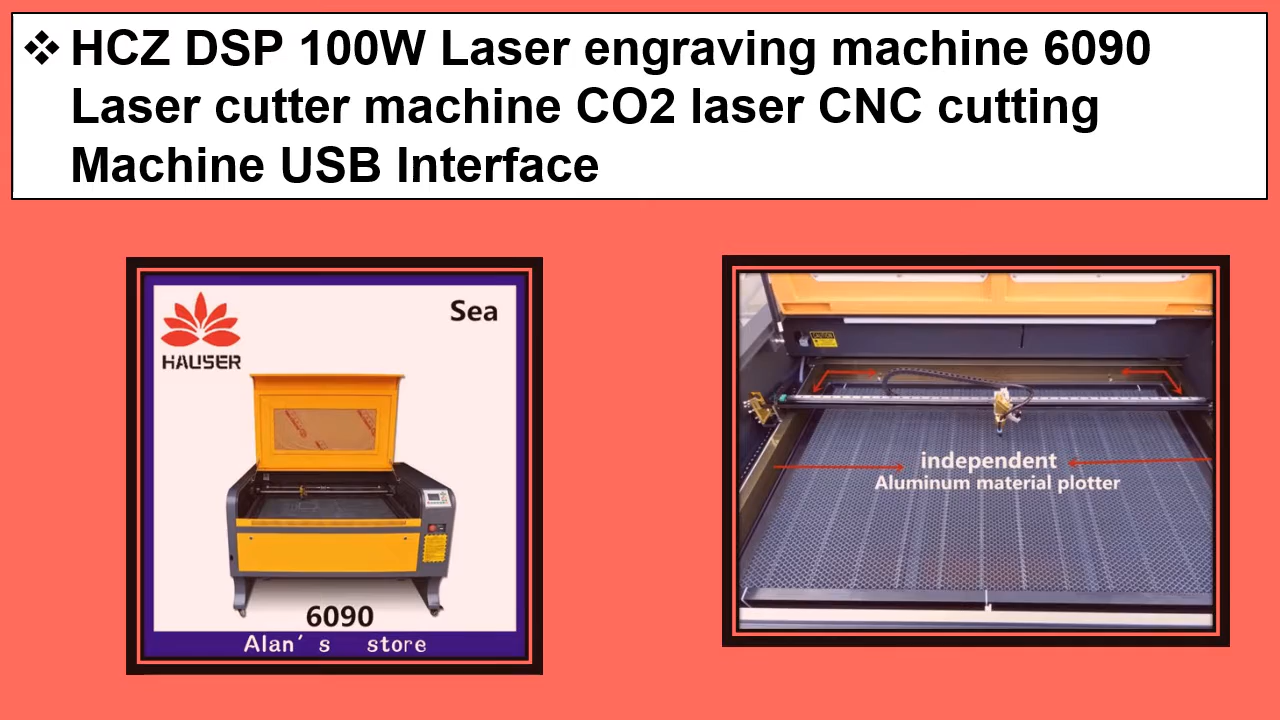 ❖ HCZ DSP 100W Laser engraving machine 6090
Laser cutter machine CO2 laser CNC cutting
Machine USB Interface
Sea
HAUSER
6090
Alan's store
CAUTION
independent
Aluminum material plotter